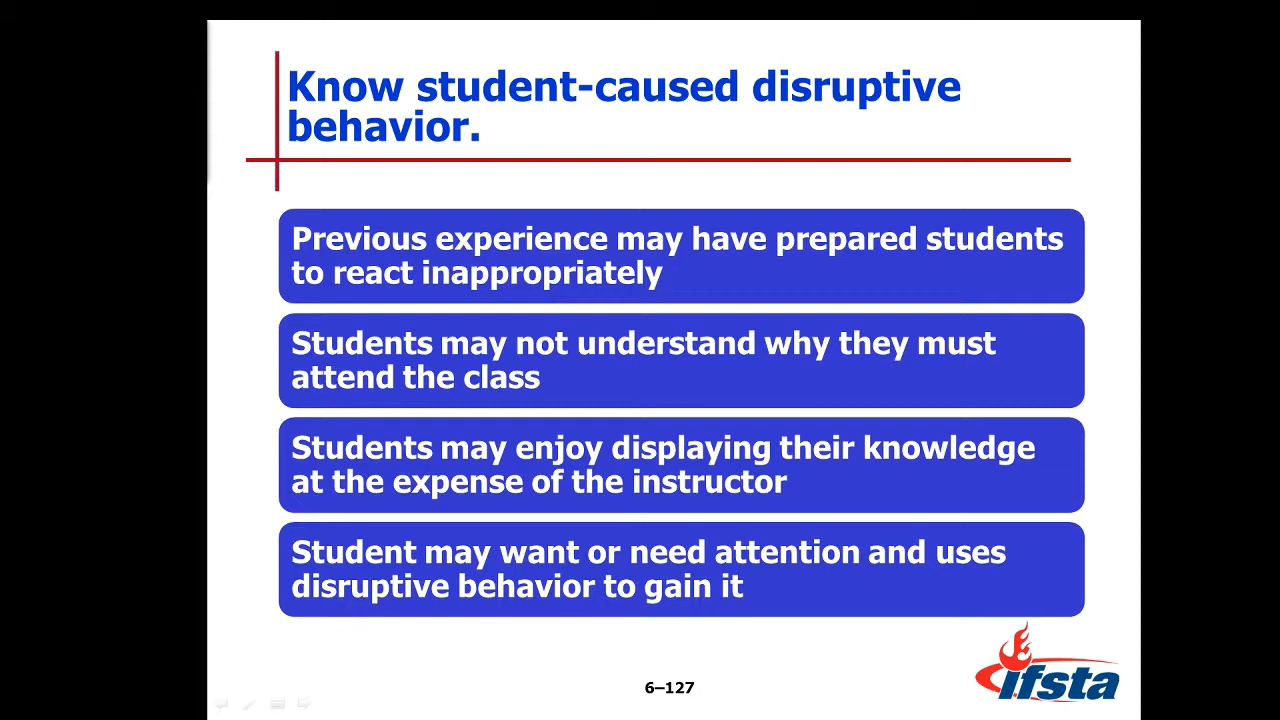 Know student-caused disruptive
behavior.
Previous experience may have prepared students
to react inappropriately
Students may not understand why they must
attend the class
Students may enjoy displaying their knowledge
at the expense of the instructor
Student may want or need attention and uses
disruptive behavior to gain it
6–127
ifsta